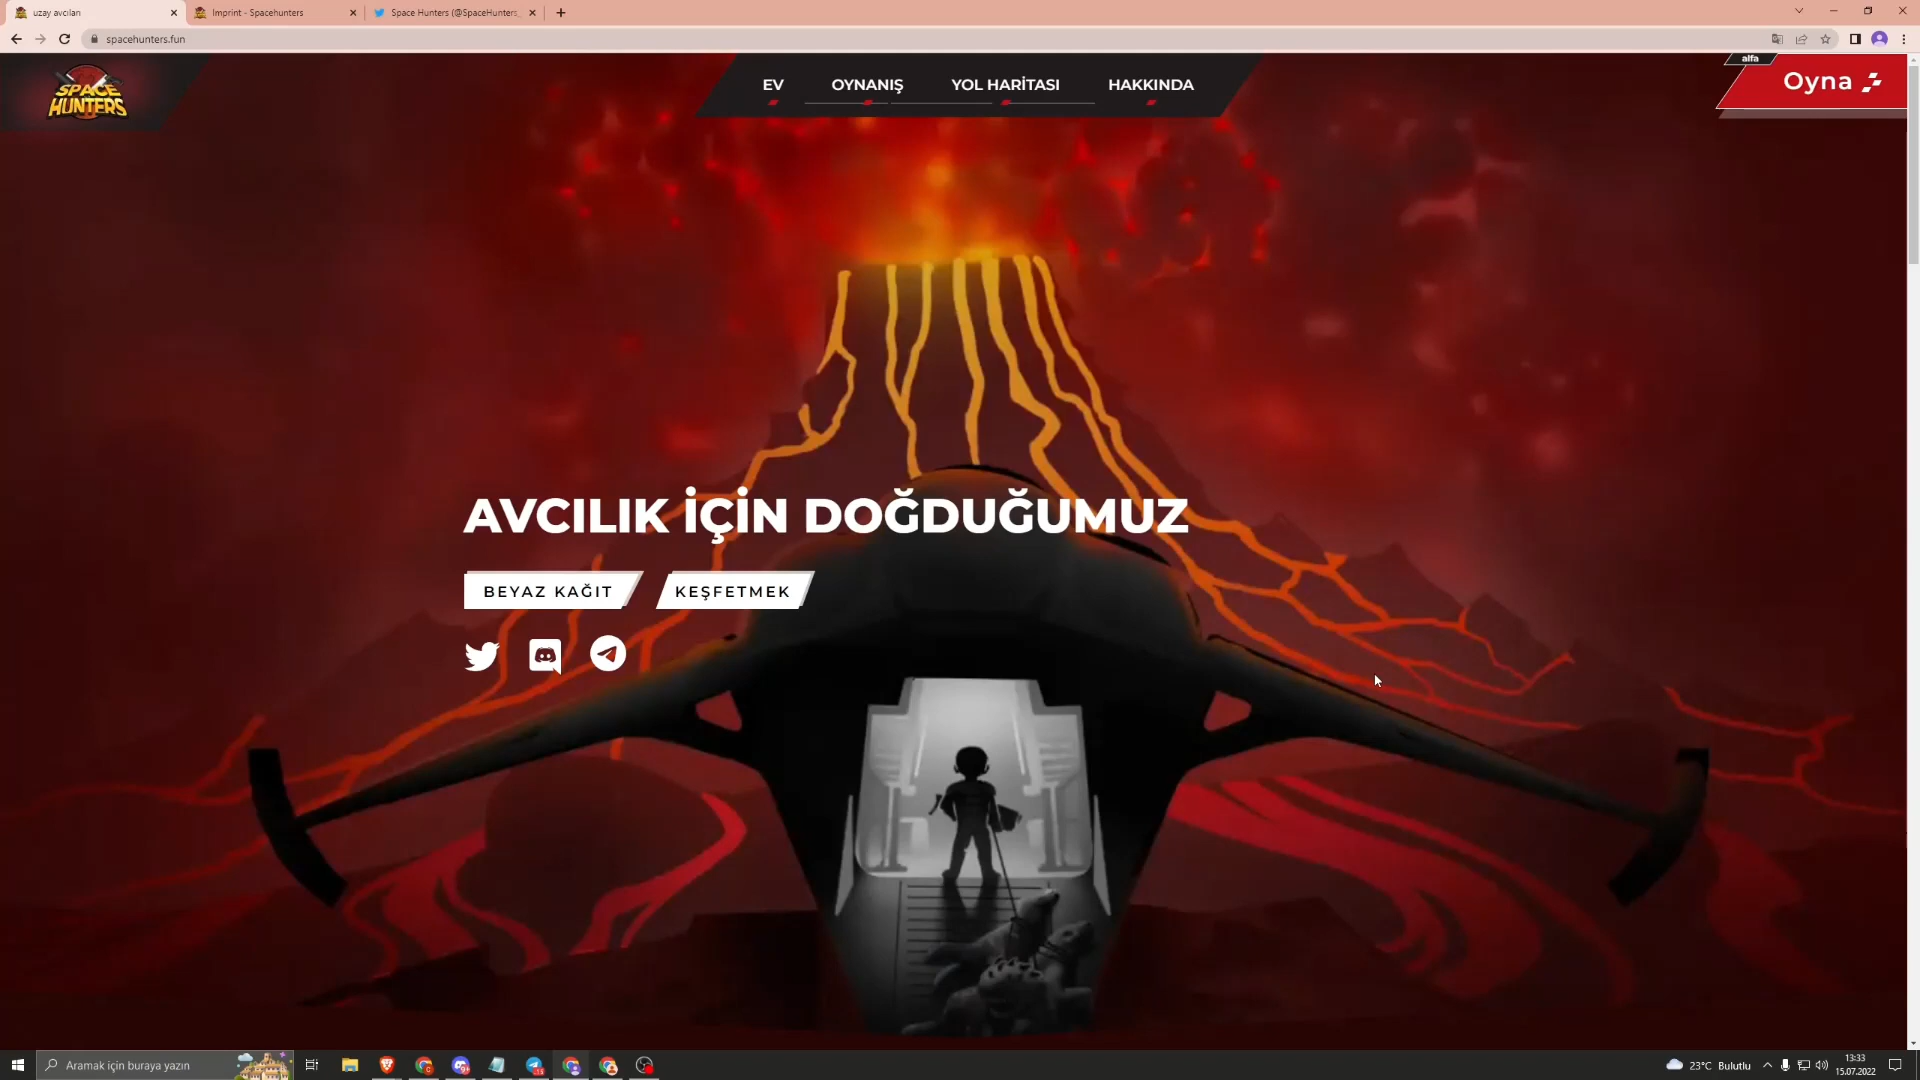 uzay avcıları
Imprint - Spacehunters
Space Hunters (@SpaceHunters_
spacehunters.fun
SPACE
HUNTERS
EV
OYNANIŞ
YOL HARİTASI
HAKKINDA
alfa
Oyna
AVCILIK İÇİN DOĞDUĞUMUZ
BEYAZ KAĞIT
KEŞFETMEK
Aramak için buraya yazın
23°C Bulutlu
13:33
15.07.2022